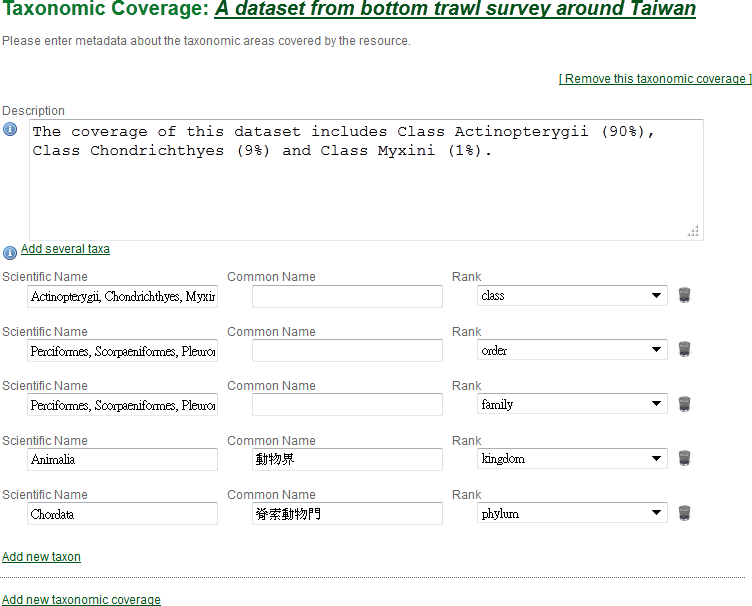 Taxonomic Coverage: A dataset from bottom trawl survey around Taiwan
Please enter metadata about the taxonomic areas covered by the resource.
[ Remove this taxonomic coverage ]
Description
The coverage of this dataset includes Class Actinopterygii (90%),
Class Chondrichthyes (9%) and Class Myxini (1%).
Add several taxa
Scientific Name Common Name Rank
Actinopterygii, Chondrichthyes, class
Scientific Name Common Name Rank
Perciformes, Scorpaeniformes, order
Scientific Name Common Name Rank
Perciformes, Scorpaeniformes, family
Scientific Name Common Name Rank
Animalia 動物界 kingdom
Scientific Name Common Name Rank
Chordata 脊索動物門 phylum
Add new taxon
Add new taxonomic coverage